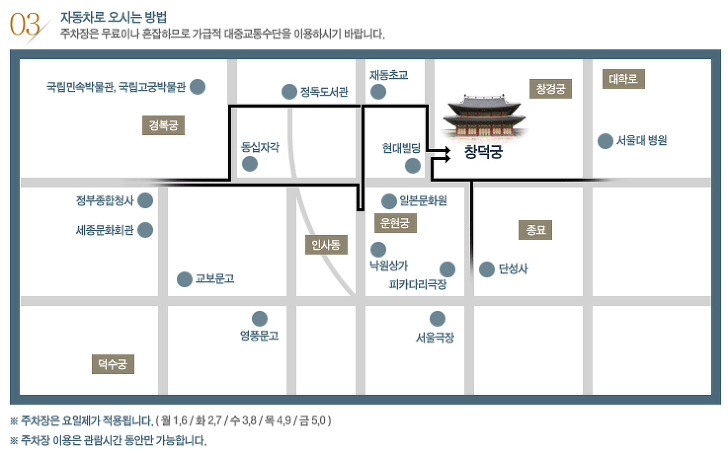 03
자동차로 오시는 방법
주차장은 무료이나 혼잡하므로 가급적 대중교통수단을 이용하시기 바랍니다.
국립민속박물관, 국립고궁박물관
정독도서관
재동초교
창경궁
대학로
경복궁
동십자각
현대빌딩
창덕궁
서울대 병원
정부종합청사
일본문화원
세종문화회관
인사동
운현궁
종묘
낙원상가
교보문고
피카다리극장
단성사
영풍문고
서울극장
덕수궁
※ 주차장은 요일제가 적용됩니다. ( 월 1,6 / 화 2,7 / 수 3,8 / 목 4,9 / 금 5,0 )
※ 주차장 이용은 관람시간 동안만 가능합니다.